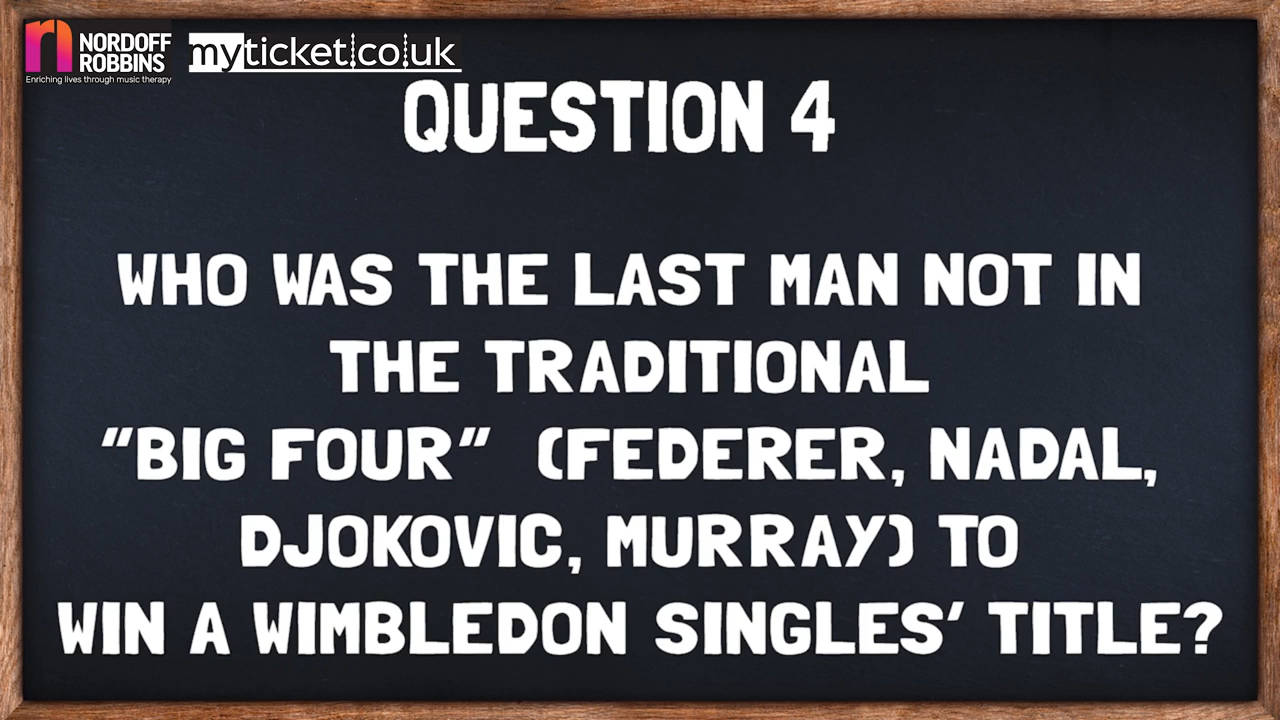 NORDOFF
ROBBINS
Enriching lives through music therapy
myticket.co.uk
QUESTION 4
WHO WAS THE LAST MAN NOT IN
THE TRADITIONAL
"BIG FOUR" (FEDERER, NADAL,
DJOKOVIC, MURRAY) TO
WIN A WIMBLEDON SINGLES' TITLE?